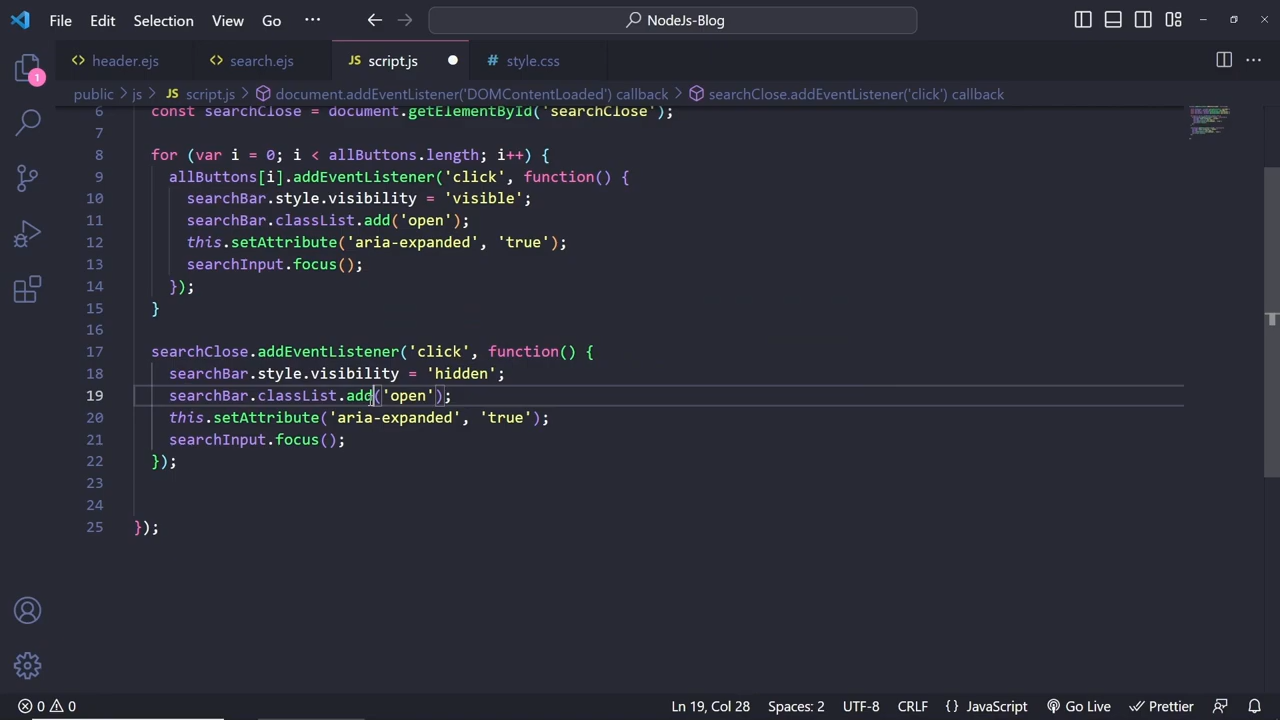 File Edit Selection View Go ··· NodeJs-Blog
header.ejs search.ejs JS script.js # style.css
public > js > JS script.js > document.addEventListener('DOMContentLoaded') callback > searchClose.addEventListener('click') callback
6 const searchClose = document.getElementById('searchClose');
7
8 for (var i = 0; i < allButtons.length; i++) {
9 allButtons[i].addEventListener('click', function() {
10 searchBar.style.visibility = 'visible';
11 searchBar.classList.add('open');
12 this.setAttribute('aria-expanded', 'true');
13 searchInput.focus();
14 });
15 }
16
17 searchClose.addEventListener('click', function() {
18 searchBar.style.visibility = 'hidden';
19 searchBar.classList.add('open');
20 this.setAttribute('aria-expanded', 'true');
21 searchInput.focus();
22 });
23
24
25 });
1
0 0 Ln 19, Col 28 Spaces: 2 UTF-8 CRLF {} JavaScript Go Live Prettier